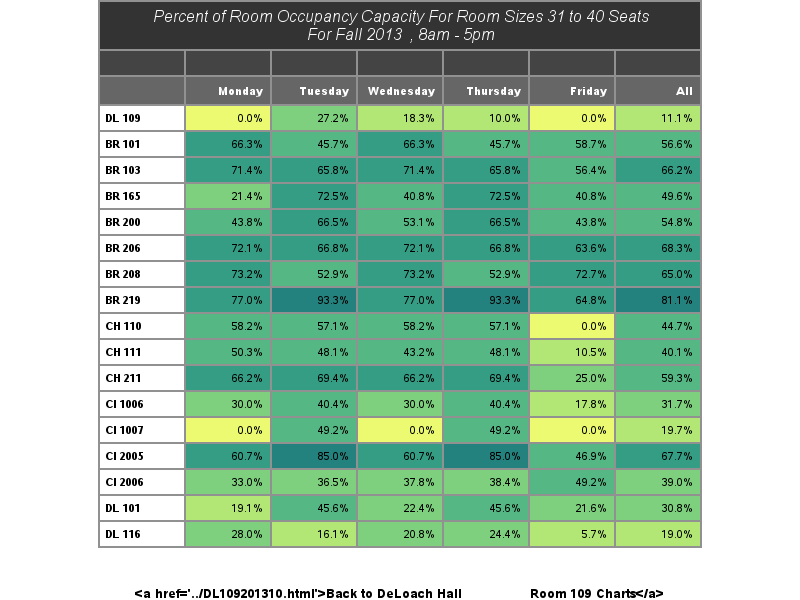 Percent of Room Occupancy Capacity For Room Sizes 31 to 40 Seats
For Fall 2013 , 8am - 5pm
Monday Tuesday Wednesday Thursday Friday All
DL 109 0.0% 27.2% 18.3% 10.0% 0.0% 11.1%
BR 101 66.3% 45.7% 66.3% 45.7% 58.7% 56.6%
BR 103 71.4% 65.8% 71.4% 65.8% 56.4% 66.2%
BR 165 21.4% 72.5% 40.8% 72.5% 40.8% 49.6%
BR 200 43.8% 66.5% 53.1% 66.5% 43.8% 54.8%
BR 206 72.1% 66.8% 72.1% 66.8% 63.6% 68.3%
BR 208 73.2% 52.9% 73.2% 52.9% 72.7% 65.0%
BR 219 77.0% 93.3% 77.0% 93.3% 64.8% 81.1%
CH 110 58.2% 57.1% 58.2% 57.1% 0.0% 44.7%
CH 111 50.3% 48.1% 43.2% 48.1% 10.5% 40.1%
CH 211 66.2% 69.4% 66.2% 69.4% 25.0% 59.3%
CI 1006 30.0% 40.4% 30.0% 40.4% 17.8% 31.7%
CI 1007 0.0% 49.2% 0.0% 49.2% 0.0% 19.7%
CI 2005 60.7% 85.0% 60.7% 85.0% 46.9% 67.7%
CI 2006 33.0% 36.5% 37.8% 38.4% 49.2% 39.0%
DL 101 19.1% 45.6% 22.4% 45.6% 21.6% 30.8%
DL 116 28.0% 16.1% 20.8% 24.4% 5.7% 19.0%
<a href='../DL109201310.html'>Back to DeLoach Hall Room 109 Charts</a>